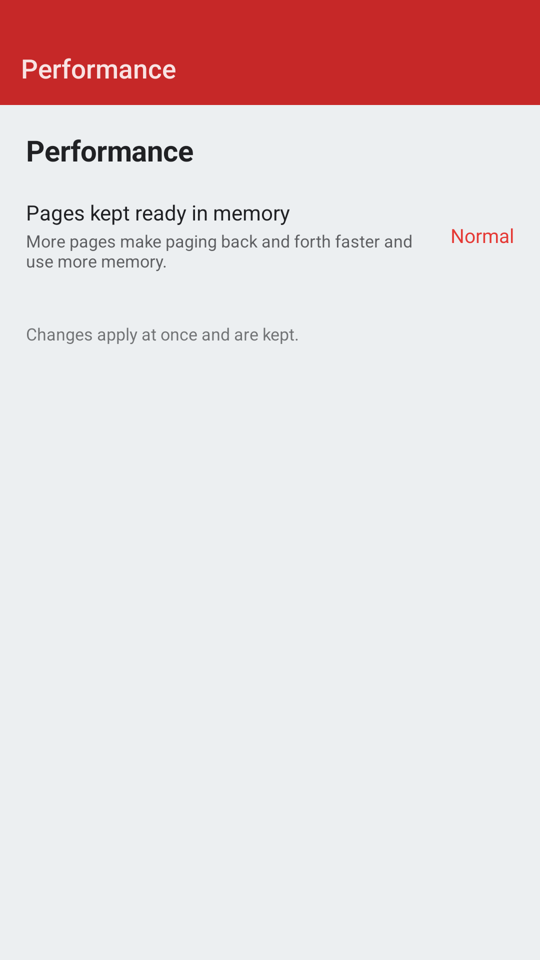 Performance
Performance
Pages kept ready in memory
More pages make paging back and forth faster and
use more memory.
Normal
Changes apply at once and are kept.